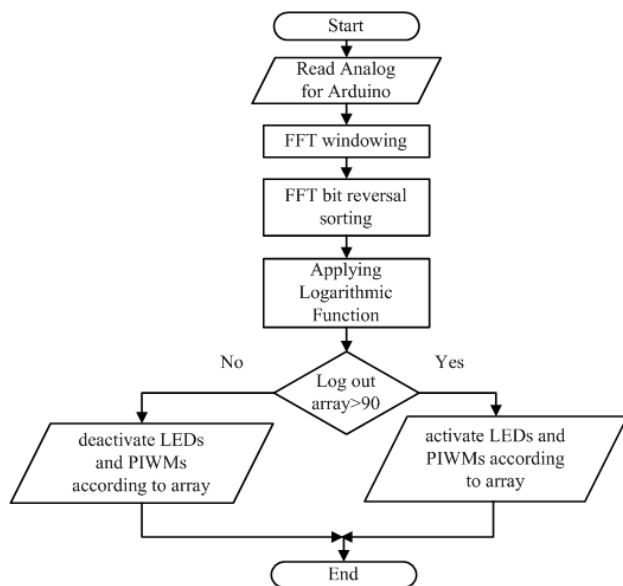 Start
Read Analog
for Arduino
FFT windowing
FFT bit reversal
sorting
Applying
Logarithmic
Function
No
Yes
Log out
array>90
deactivate LEDs
and PIWMs
according to array
activate LEDs and
PIWMs according
to array
End